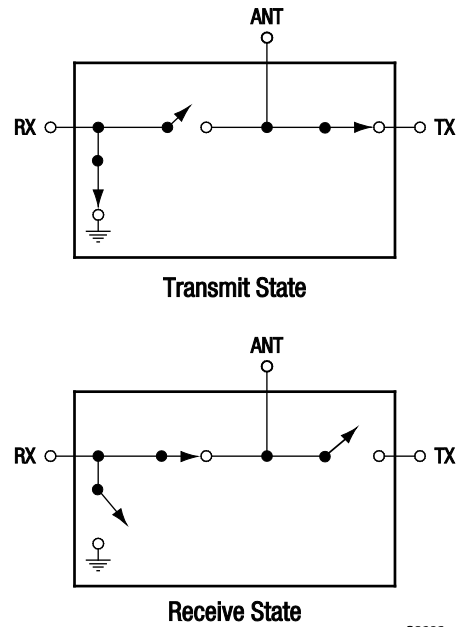 ANT
RX
TX
Transmit State
ANT
RX
TX
Receive State